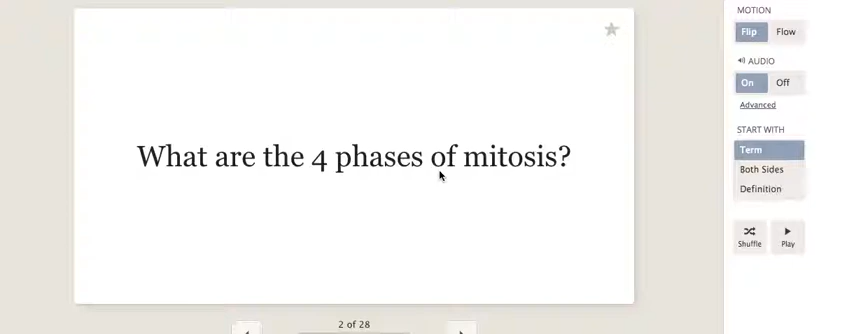 What are the 4 phases of mitosis?
2 of 28
MOTION
Flip Flow
AUDIO
On Off
Advanced
START WITH
Term
Both Sides
Definition
Shuffle Play